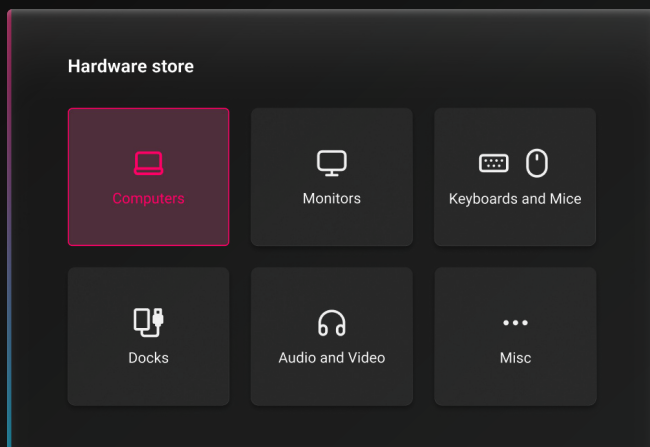 Hardware store
Computers
Monitors
Keyboards and Mice
Docks
Audio and Video
Misc